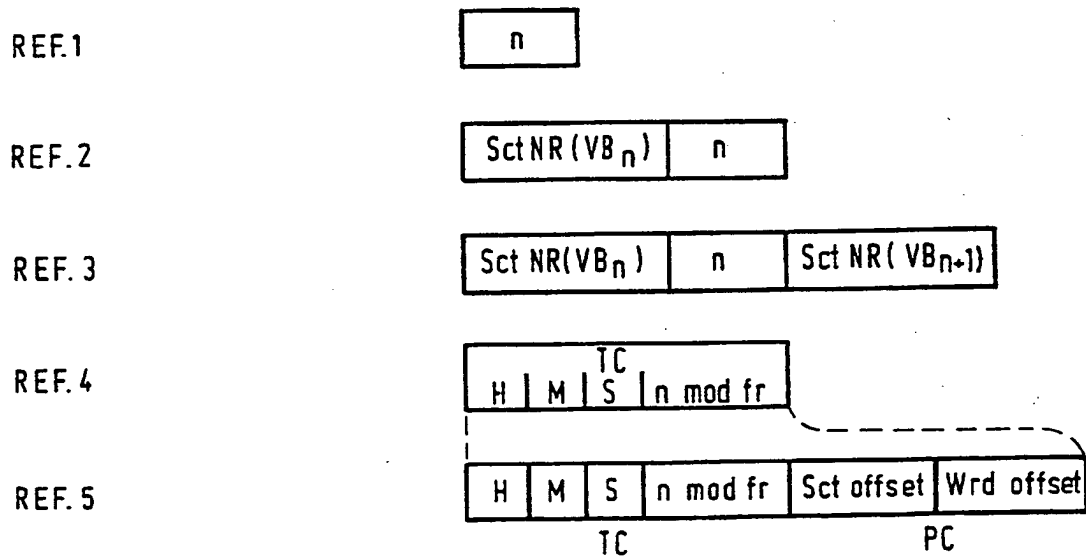 REF.1 n
REF.2 Sct NR (VBn) n
REF.3 Sct NR(VBn) n Sct NR( VBn+1)
REF.4 TC
H M S n mod fr
REF.5 H M S n mod fr Sct offset Wrd offset
TC PC